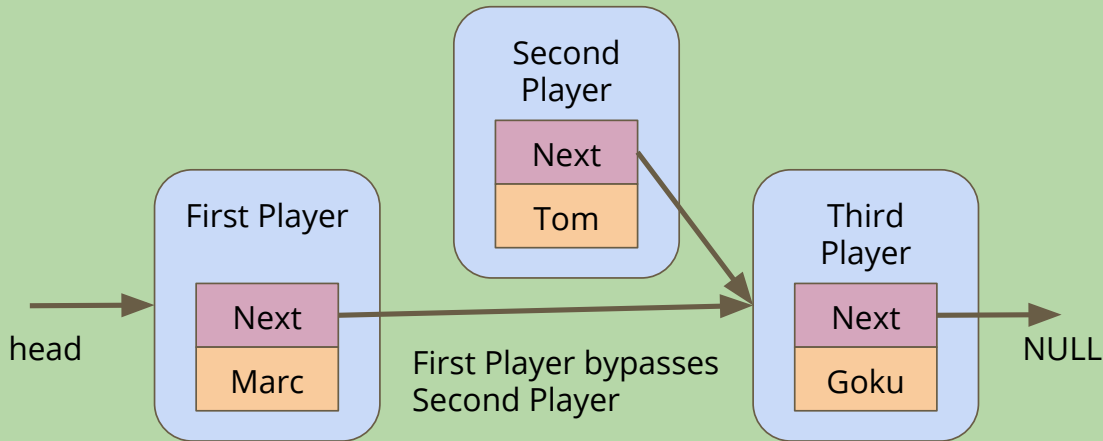 Second
Player
Next
Tom
First Player
Next
Marc
Third
Player
Next
Goku
head
NULL
First Player bypasses
Second Player